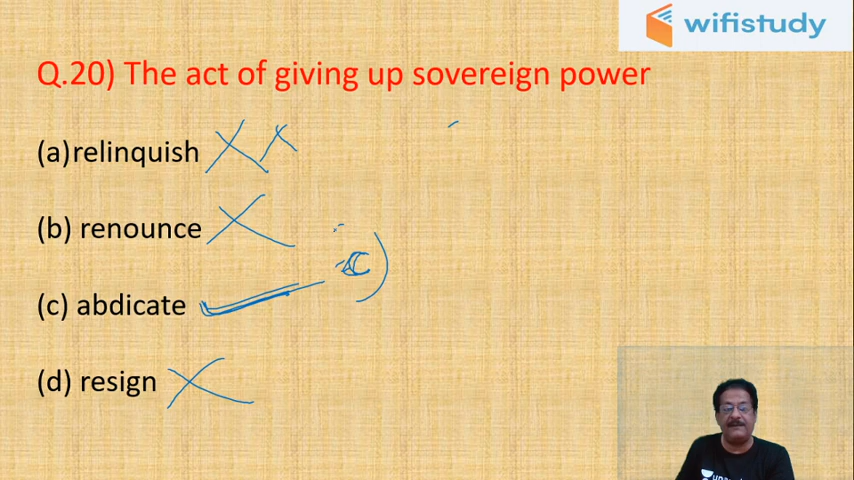 wifistudy
Q.20) The act of giving up sovereign power
(a)relinquish
(b) renounce
(c) abdicate
c)
(d) resign